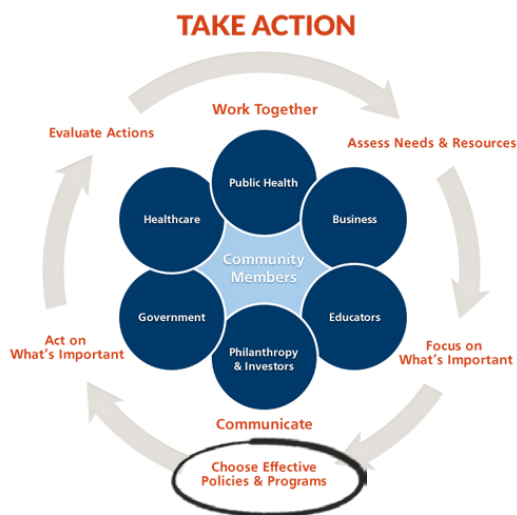 TAKE ACTION
Work Together
Evaluate Actions
Assess Needs & Resources
Public Health
Healthcare
Business
Community
Members
Government
Educators
Act on
What's Important
Philanthropy
& Investors
Focus on
What's Important
Communicate
Choose Effective
Policies & Programs